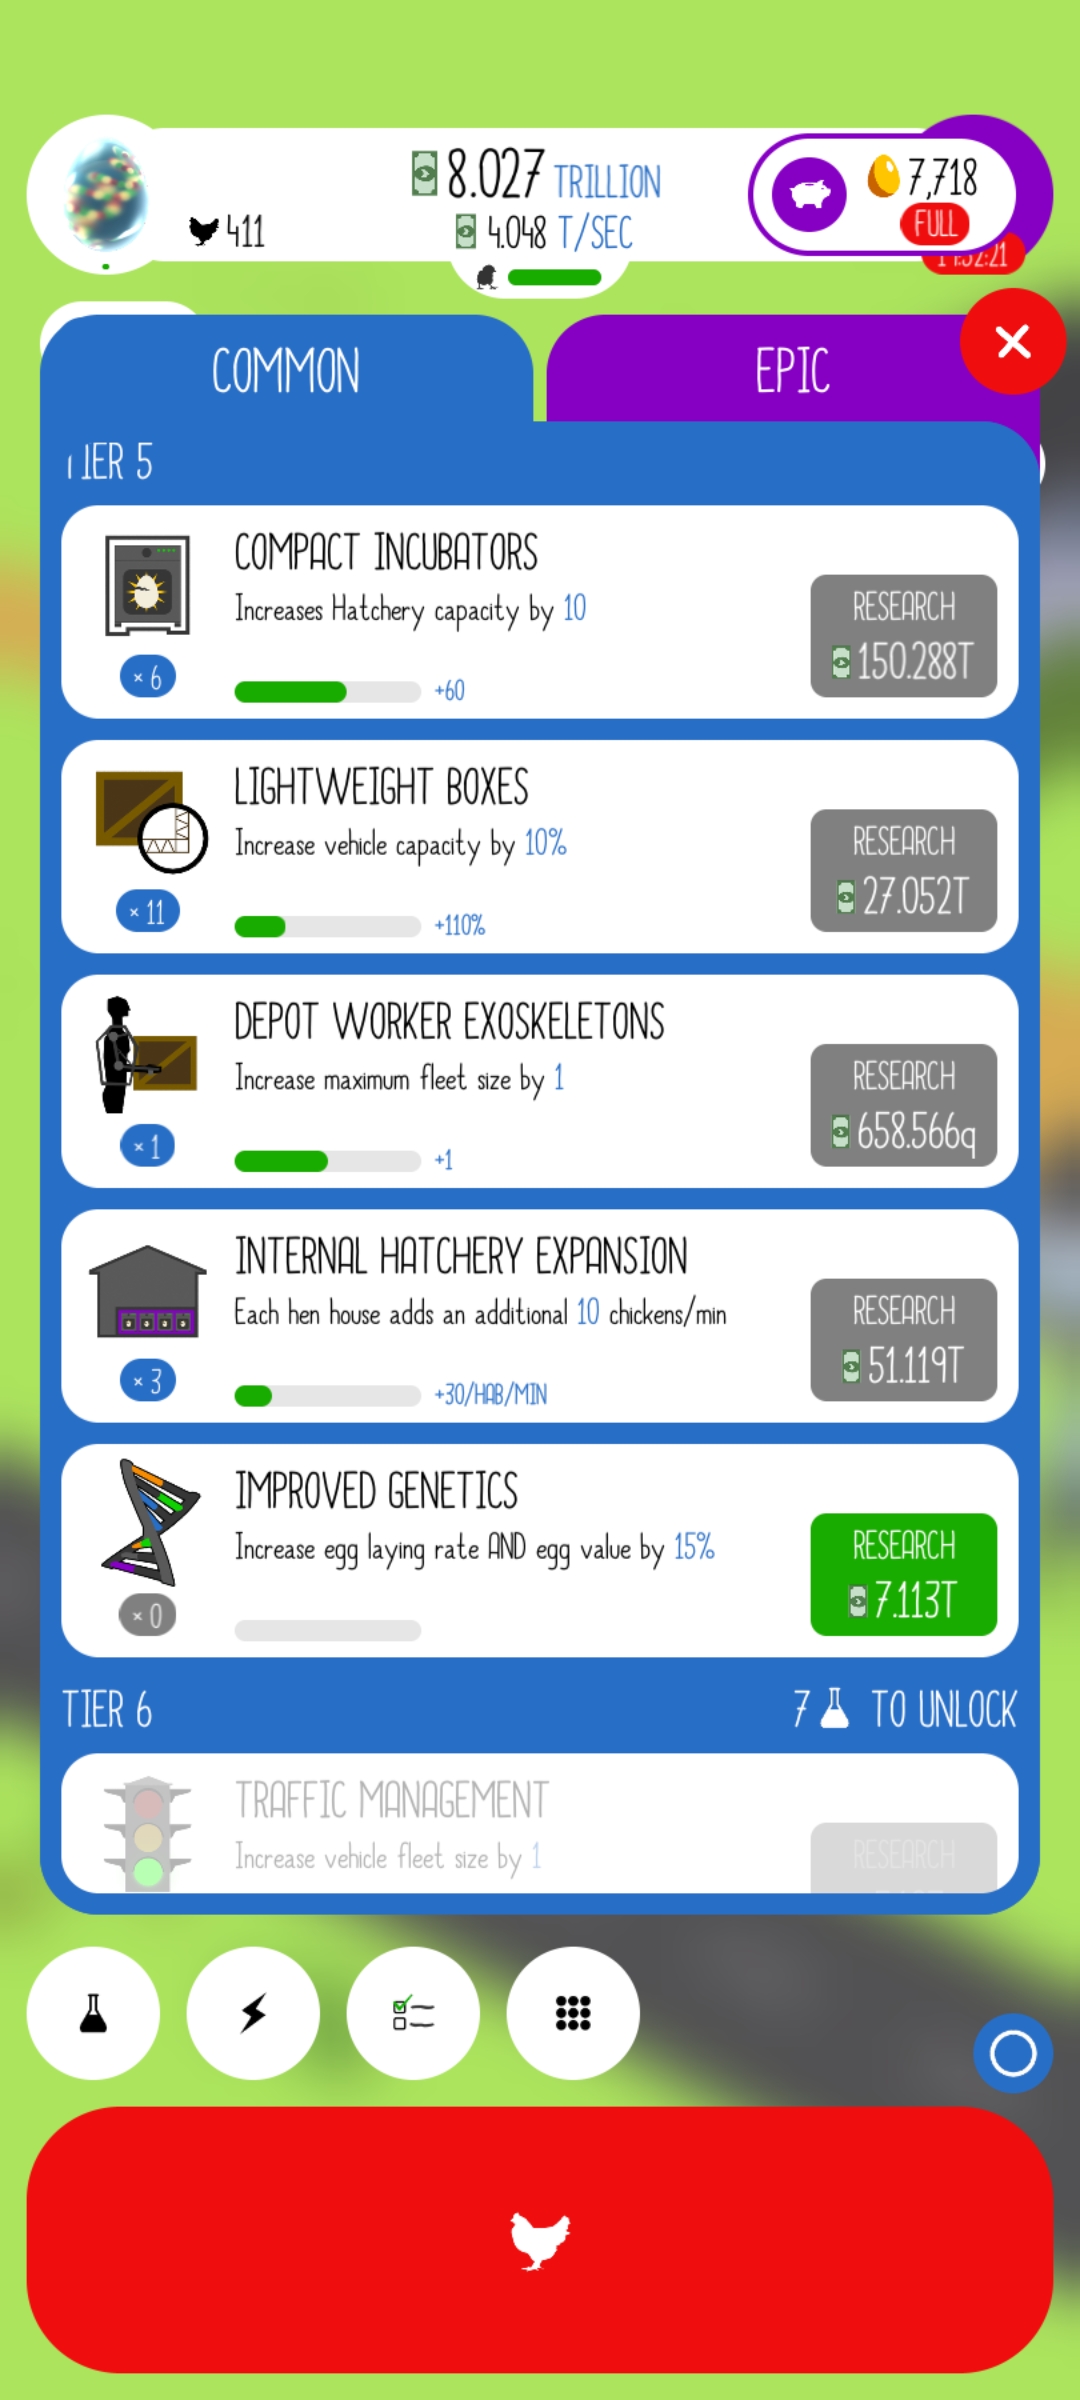 8.027 TRILLION
411
4.048 T/SEC
7,718
FULL
COMMON
EPIC
TIER 5
COMPACT INCUBATORS
Increases Hatchery capacity by 10
× 6
+60
RESEARCH
150.288T
LIGHTWEIGHT BOXES
Increase vehicle capacity by 10%
× 11
+110%
RESEARCH
27.052T
DEPOT WORKER EXOSKELETONS
Increase maximum fleet size by 1
× 1
+1
RESEARCH
658.566q
INTERNAL HATCHERY EXPANSION
Each hen house adds an additional 10 chickens/min
× 3
+30/HAB/MIN
RESEARCH
51.119T
IMPROVED GENETICS
Increase egg laying rate AND egg value by 15%
× 0
RESEARCH
7.113T
TIER 6
7 TO UNLOCK
TRAFFIC MANAGEMENT
Increase vehicle fleet size by 1
RESEARCH